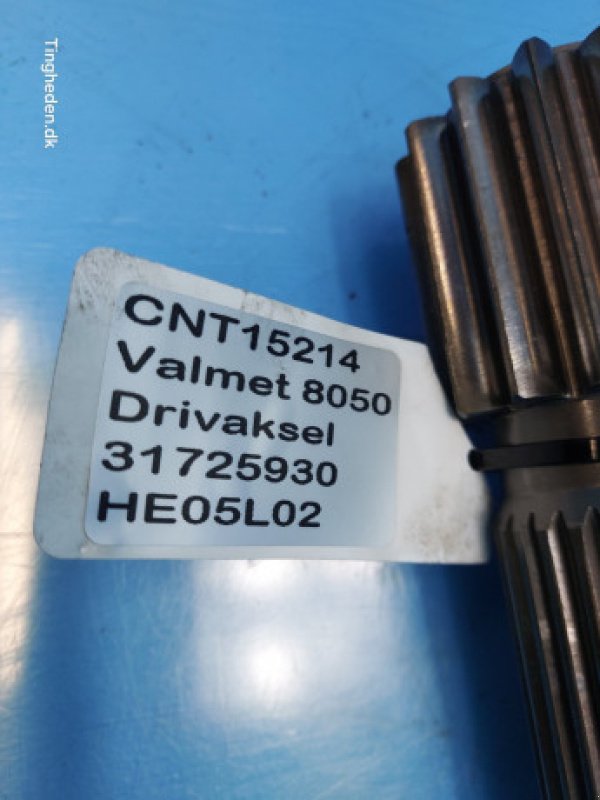 Tingheden.dk
CNT15214
Valmet 8050
Drivaksel
31725930
HE05L02